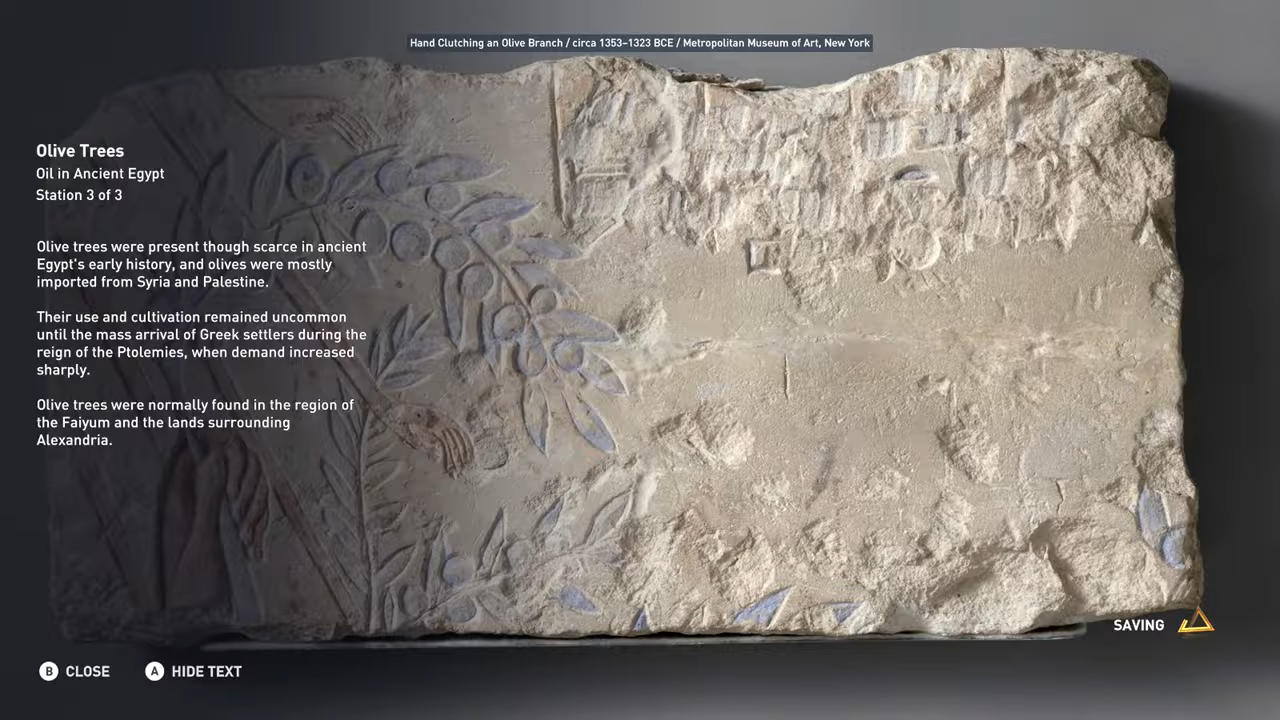 Hand Clutching an Olive Branch / circa 1353–1323 BCE / Metropolitan Museum of Art, New York
Olive Trees
Oil in Ancient Egypt
Station 3 of 3
Olive trees were present though scarce in ancient
Egypt's early history, and olives were mostly
imported from Syria and Palestine.
Their use and cultivation remained uncommon
until the mass arrival of Greek settlers during the
reign of the Ptolemies, when demand increased
sharply.
Olive trees were normally found in the region of
the Faiyum and the lands surrounding
Alexandria.
SAVING
B CLOSE A HIDE TEXT